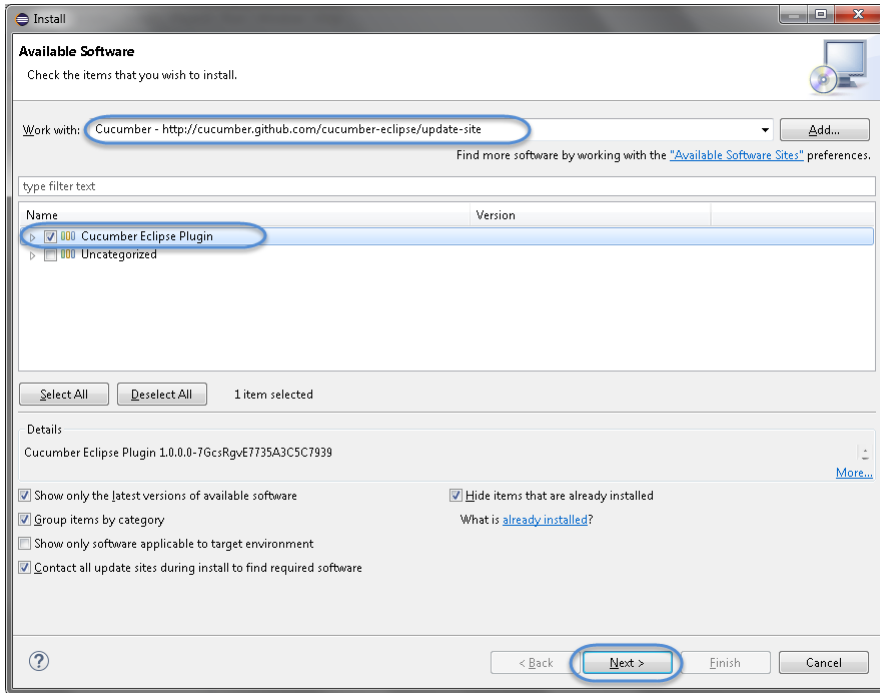 Install
Available Software
Check the items that you wish to install.
Work with: Cucumber - http://cucumber.github.com/cucumber-eclipse/update-site Add...
Find more software by working with the "Available Software Sites" preferences.
type filter text
Name Version
Cucumber Eclipse Plugin
Uncategorized
Select All Deselect All 1 item selected
Details
Cucumber Eclipse Plugin 1.0.0.0-7GcsRgvE7735A3C5C7939
More...
Show only the latest versions of available software Hide items that are already installed
Group items by category What is already installed?
Show only software applicable to target environment
Contact all update sites during install to find required software
? < Back Next > Finish Cancel